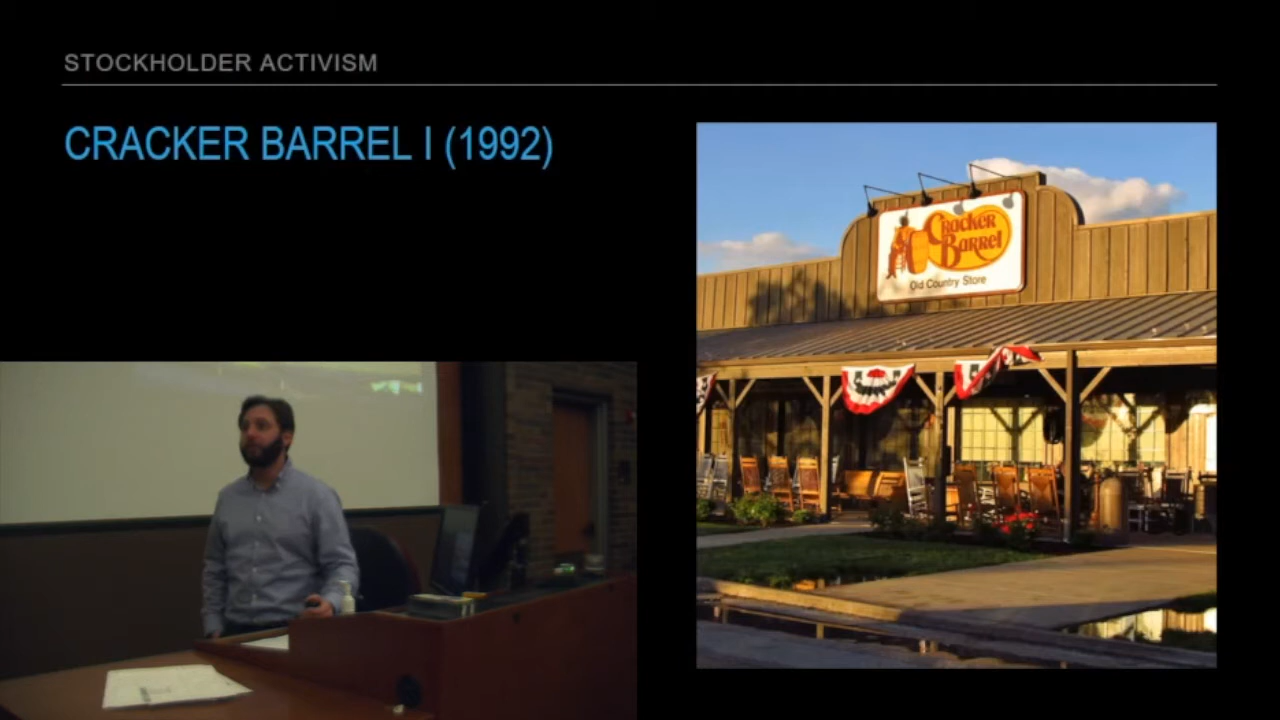 STOCKHOLDER ACTIVISM
CRACKER BARREL I (1992)
Cracker
Barrel
Old Country Store